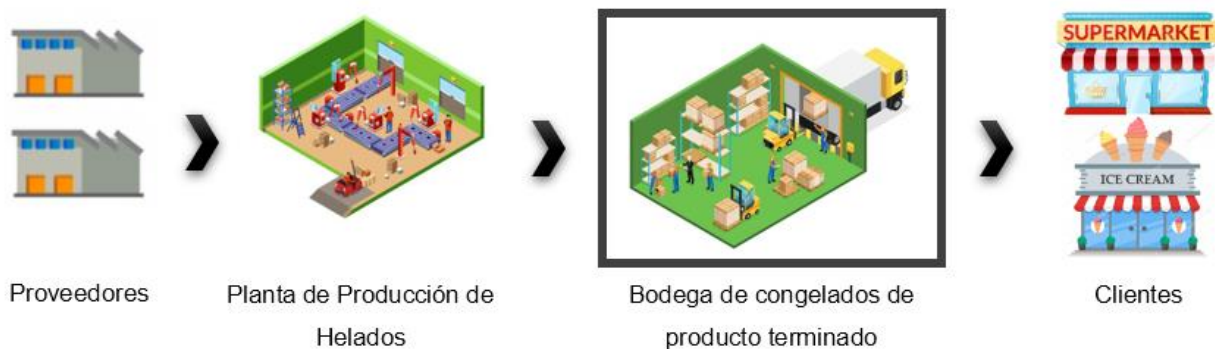 SUPERMARKET
ICE CREAM
Proveedores
Planta de Producción de
Helados
Bodega de congelados de
producto terminado
Clientes